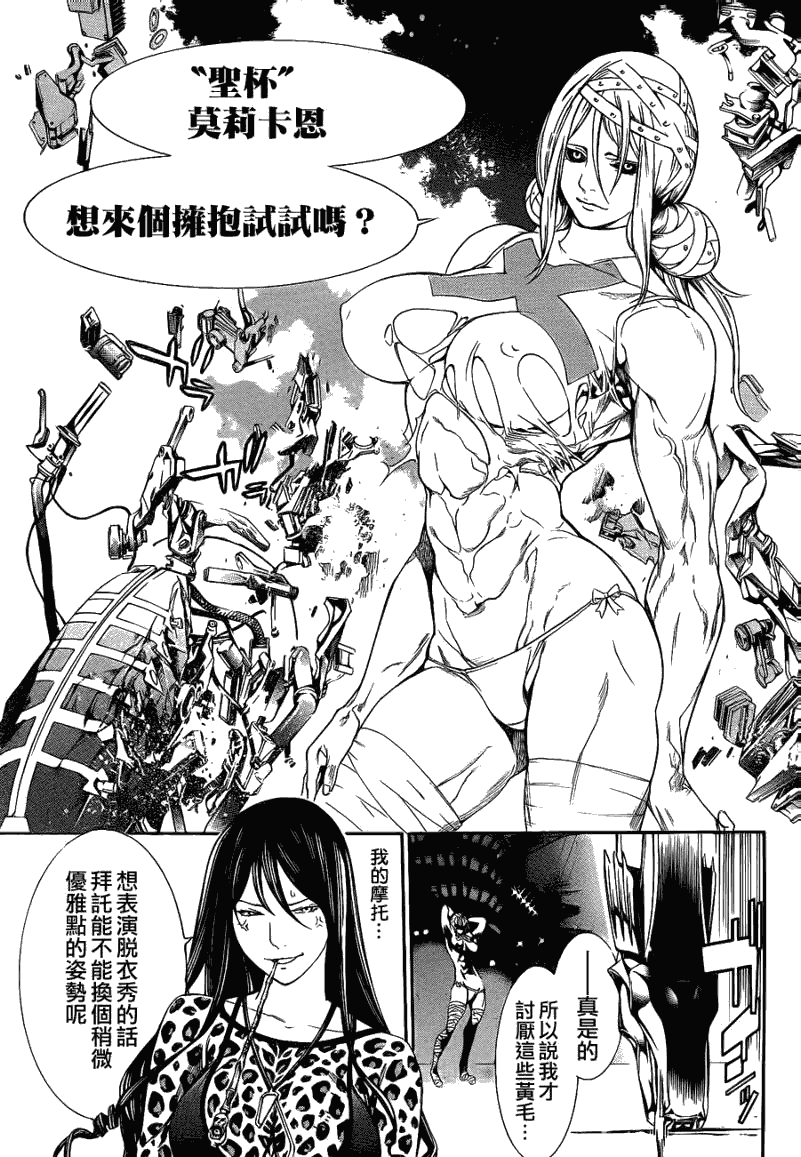 “聖杯”
莫莉卡恩
想來個擁抱試試嗎？
——真是的
所以說我才
討厭這些黃毛…
我的摩托…
想表演脱衣秀的話
拜託能不能換個稍微
優雅點的姿勢呢